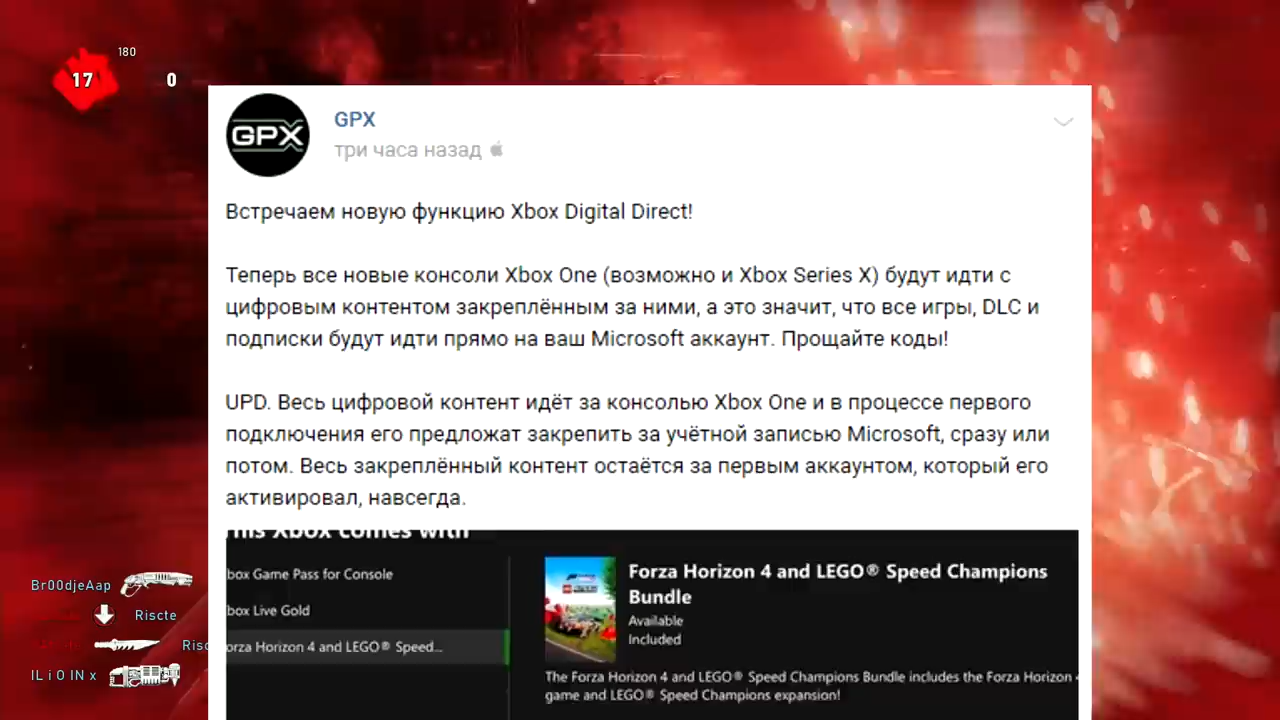 180
17
0
GPX
GPX
три часа назад
Встречаем новую функцию Xbox Digital Direct!
Теперь все новые консоли Xbox One (возможно и Xbox Series X) будут идти с
цифровым контентом закреплённым за ними, а это значит, что все игры, DLC и
подписки будут идти прямо на ваш Microsoft аккаунт. Прощайте коды!
UPD. Весь цифровой контент идёт за консолью Xbox One и в процессе первого
подключения его предложат закрепить за учётной записью Microsoft, сразу или
потом. Весь закреплённый контент остаётся за первым аккаунтом, который его
активировал, навсегда.
his Xbox comes with
box Game Pass for Console
box Live Gold
orza Horizon 4 and LEGO® Speed...
Forza Horizon 4 and LEGO® Speed Champions
Bundle
Available
Included
The Forza Horizon 4 and LEGO® Speed Champions Bundle includes the Forza Horizon 4
game and LEGO® Speed Champions expansion!
Br00djeAap
Riscte
Risc
IL i O IN x